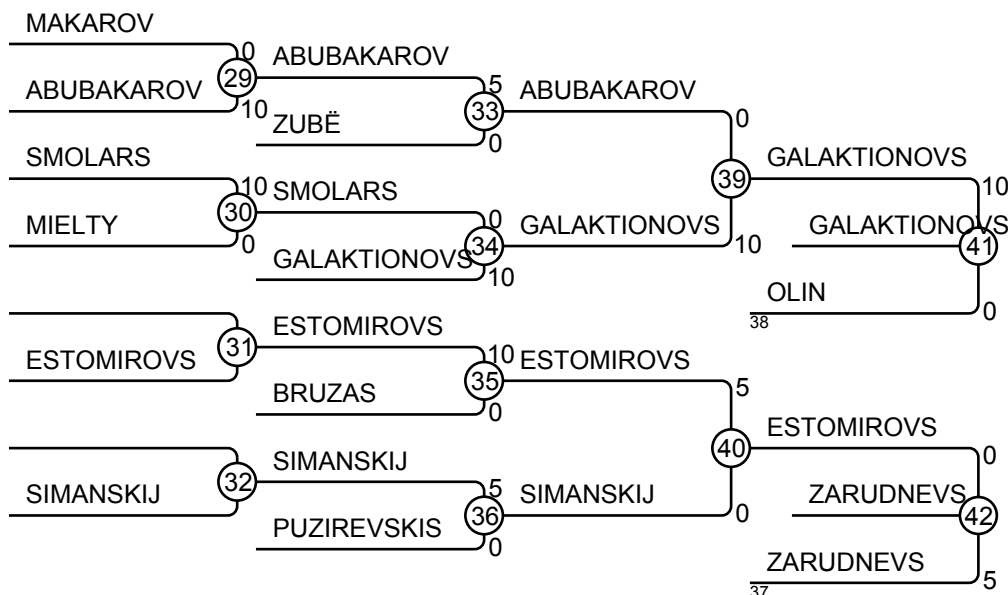 MAKAROV
0
29
ABUBAKAROV
ABUBAKAROV
10
5
33
ABUBAKAROV
ZUBË
0
0
SMOLARS
10
30
SMOLARS
MIELTY
0
0
34
GALAKTIONOVS
GALAKTIONOVS
10
39
10
GALAKTIONOVS
10
GALAKTIONOVS
41
OLIN
38
0
31
ESTOMIROVS
ESTOMIROVS
10
35
ESTOMIROVS
BRUZAS
0
5
32
SIMANSKIJ
SIMANSKIJ
5
36
SIMANSKIJ
PUZIREVSKIS
0
40
0
ESTOMIROVS
0
ZARUDNEVS
42
ZARUDNEVS
37
5